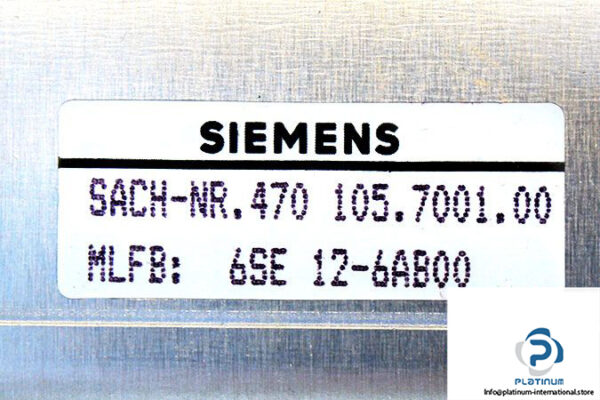 SIEMENS
SACH-NR.470 105.7001.00
MLFB: 6SE 12-6AB00
PLATINUM
Info@platinum-international.store